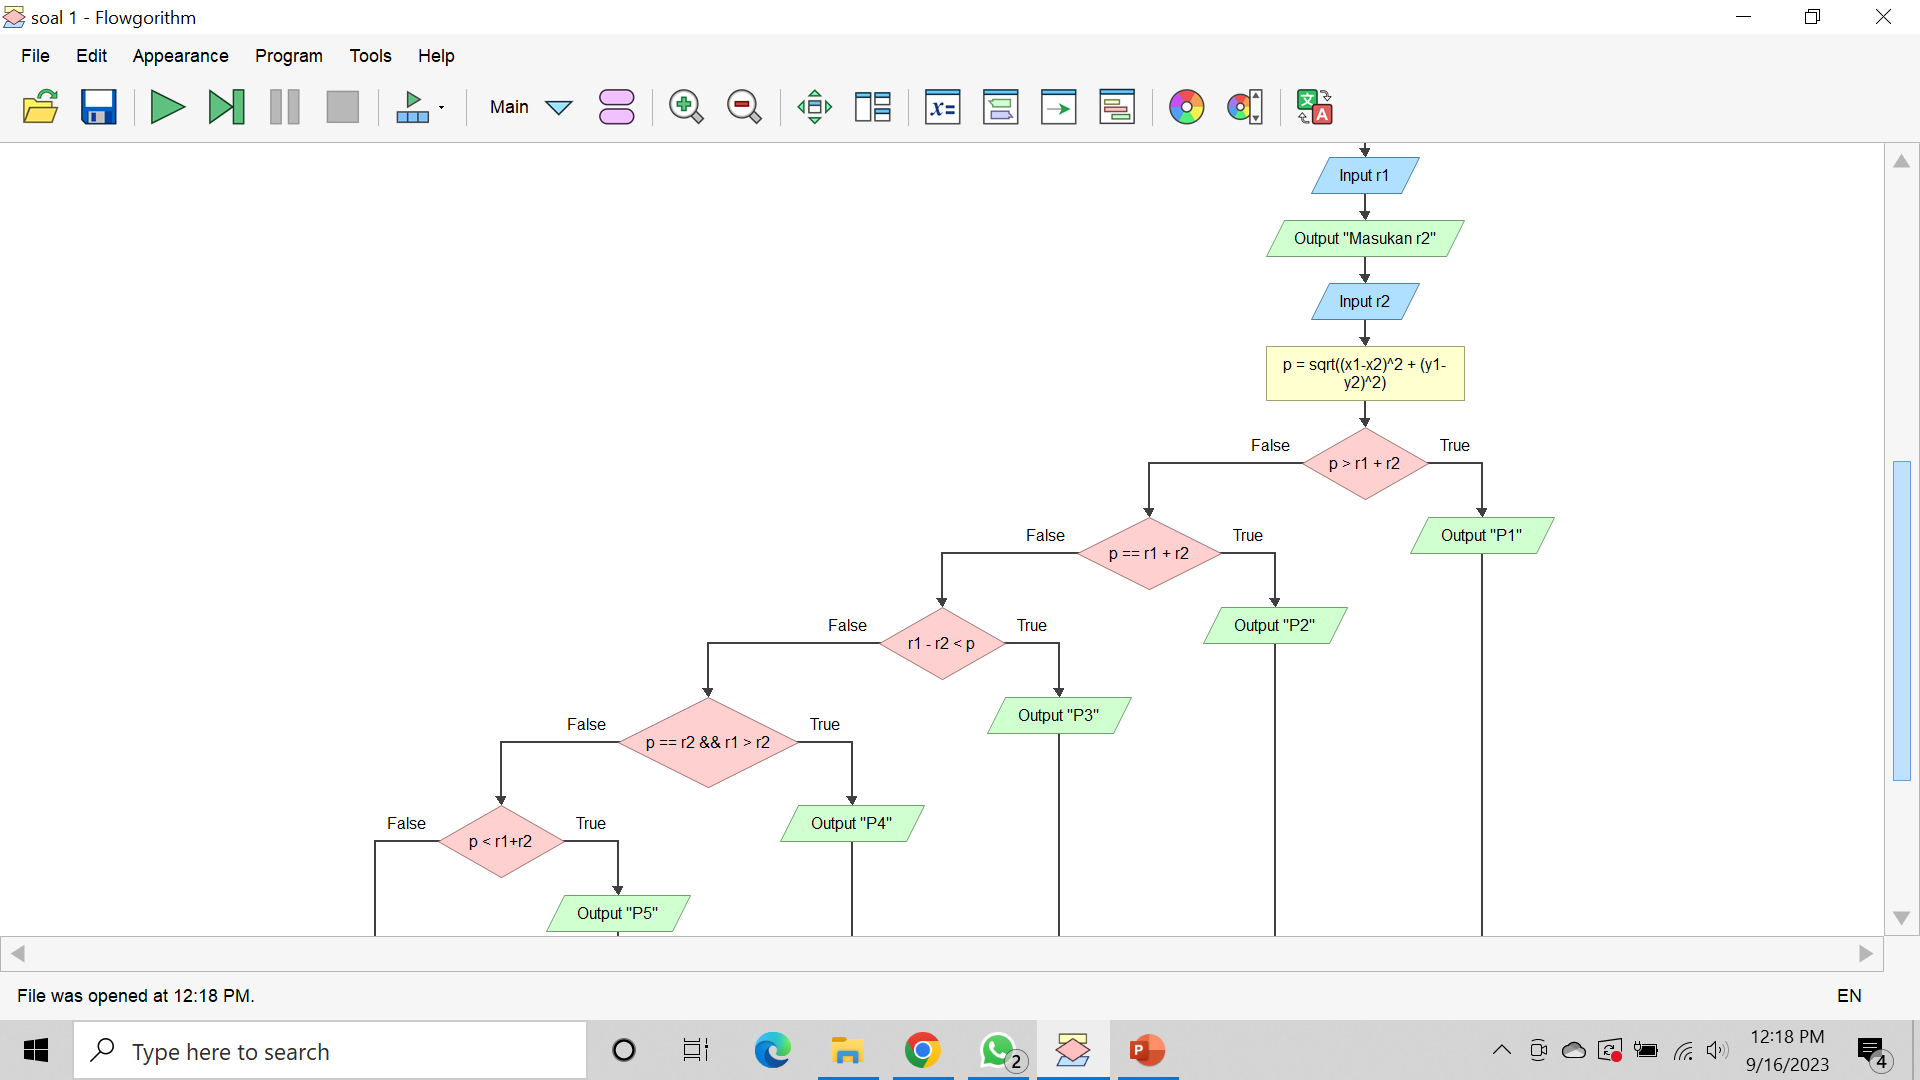 soal 1 - Flowgorithm
File Edit Appearance Program Tools Help
Main
Input r1
Output "Masukan r2"
Input r2
p = sqrt((x1-x2)^2 + (y1-
y2)^2)
False True
p > r1 + r2
Output "P1"
False True
p == r1 + r2
Output "P2"
False True
r1 - r2 < p
Output "P3"
False True
p == r2 && r1 > r2
Output "P4"
False True
p < r1+r2
Output "P5"
File was opened at 12:18 PM.
EN
Type here to search
2
12:18 PM
9/16/2023
4